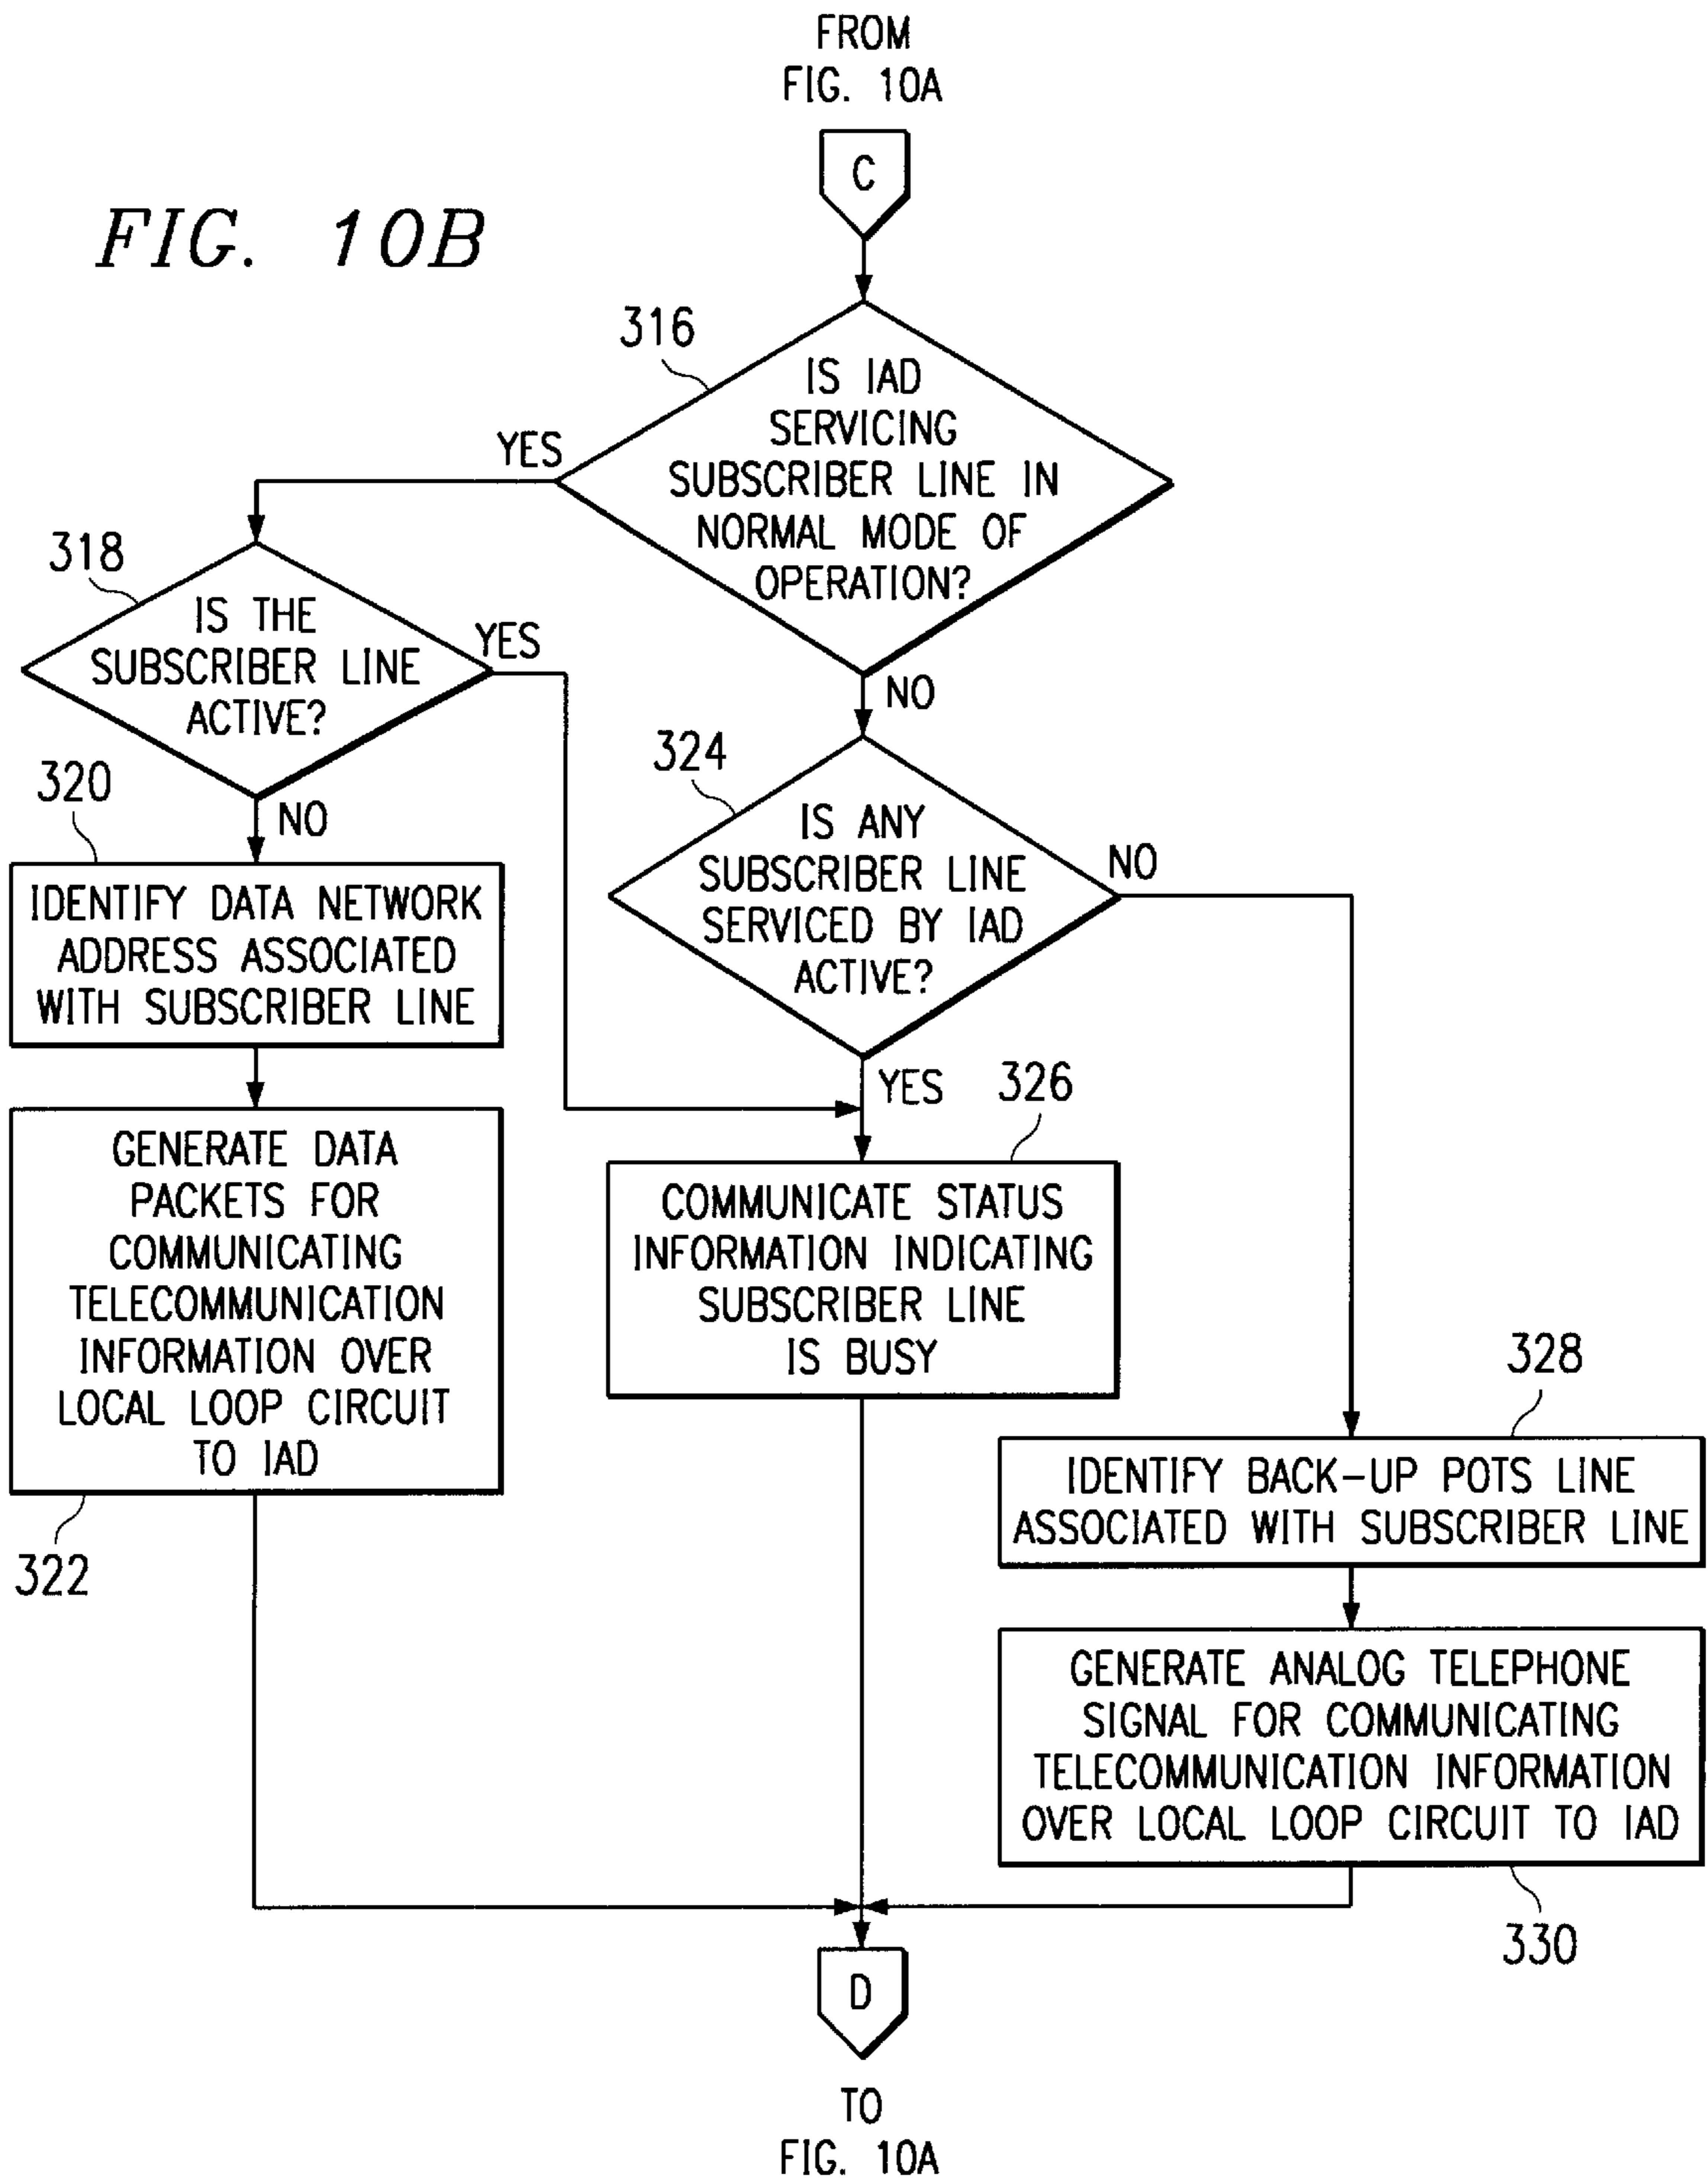 FROM
FIG. 10A
C
FIG. 10B
316
IS IAD
SERVICING
SUBSCRIBER LINE IN
NORMAL MODE OF
OPERATION?
YES
NO
318
IS THE
SUBSCRIBER LINE
ACTIVE?
YES
NO
320
IDENTIFY DATA NETWORK
ADDRESS ASSOCIATED
WITH SUBSCRIBER LINE
GENERATE DATA
PACKETS FOR
COMMUNICATING
TELECOMMUNICATION
INFORMATION OVER
LOCAL LOOP CIRCUIT
TO IAD
322
324
IS ANY
SUBSCRIBER LINE
SERVICED BY IAD
ACTIVE?
NO
YES
326
COMMUNICATE STATUS
INFORMATION INDICATING
SUBSCRIBER LINE
IS BUSY
328
IDENTIFY BACK-UP POTS LINE
ASSOCIATED WITH SUBSCRIBER LINE
GENERATE ANALOG TELEPHONE
SIGNAL FOR COMMUNICATING
TELECOMMUNICATION INFORMATION
OVER LOCAL LOOP CIRCUIT TO IAD
330
D
TO
FIG. 10A